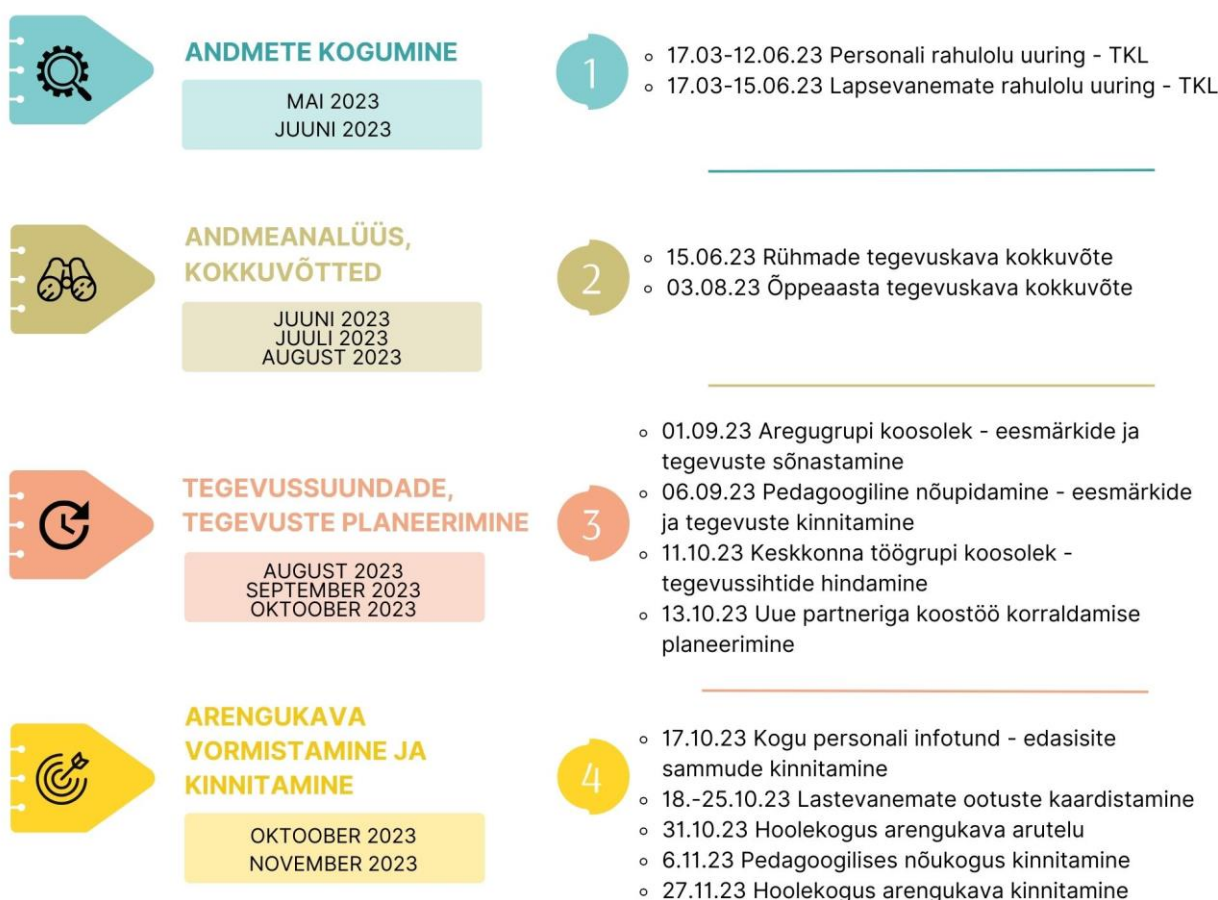 ANDMETE KOGUMINE
MAI 2023
JUUNI 2023
1
◦ 17.03-12.06.23 Personali rahulolu uuring - TKL
◦ 17.03-15.06.23 Lapsevanemate rahulolu uuring - TKL
ANDMEANALÜÜS,
KOKKUVÕTTED
JUUNI 2023
JUULI 2023
AUGUST 2023
2
◦ 15.06.23 Rühmade tegevuskava kokkuvõte
◦ 03.08.23 Õppeaasta tegevuskava kokkuvõte
TEGEVUSSUUNDADE,
TEGEVUSTE PLANEERIMINE
AUGUST 2023
SEPTEMBER 2023
OKTOOBER 2023
3
◦ 01.09.23 Aregugrupi koosolek - eesmärkide ja
tegevuste sõnastamine
◦ 06.09.23 Pedagoogiline nõupidamine - eesmärkide
ja tegevuste kinnitamine
◦ 11.10.23 Keskkonna töögrupi koosolek -
tegevussihtide hindamine
◦ 13.10.23 Uue partneriga koostöö korraldamise
planeerimine
ARENGUKAVA
VORMISTAMINE JA
KINNITAMINE
OKTOOBER 2023
NOVEMBER 2023
4
◦ 17.10.23 Kogu personali infotund - edasisite
sammude kinnitamine
◦ 18.-25.10.23 Lastevanemate ootuste kaardistamine
◦ 31.10.23 Hoolekogus arengukava arutelu
◦ 6.11.23 Pedagoogilises nõukogus kinnitamine
◦ 27.11.23 Hoolekogus arengukava kinnitamine